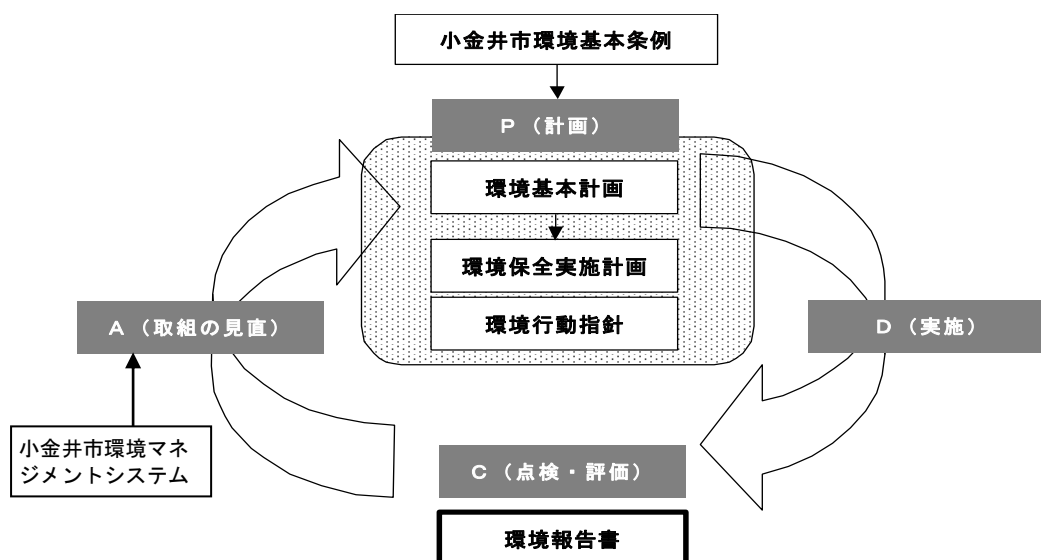 小金井市環境基本条例
P（計画）
環境基本計画
環境保全実施計画
環境行動指針
A（取組の見直）
D（実施）
小金井市環境マネ
ジメントシステム
C（点検・評価）
環境報告書